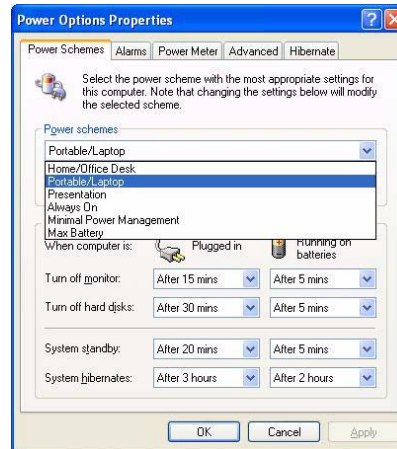 Power Options Properties
Power Schemes Alarms Power Meter Advanced Hibernate
Select the power scheme with the most appropriate settings for
this computer. Note that changing the settings below will modify
the selected scheme.
Power schemes
Portable/Laptop
Home/Office Desk
Portable/Laptop
Presentation
Always On
Minimal Power Management
Max Battery
When computer is: Plugged in Running on
batteries
Turn off monitor: After 15 mins After 5 mins
Turn off hard disks: After 30 mins After 5 mins
System standby: After 20 mins After 5 mins
System hibernates: After 3 hours After 2 hours
OK Cancel Apply